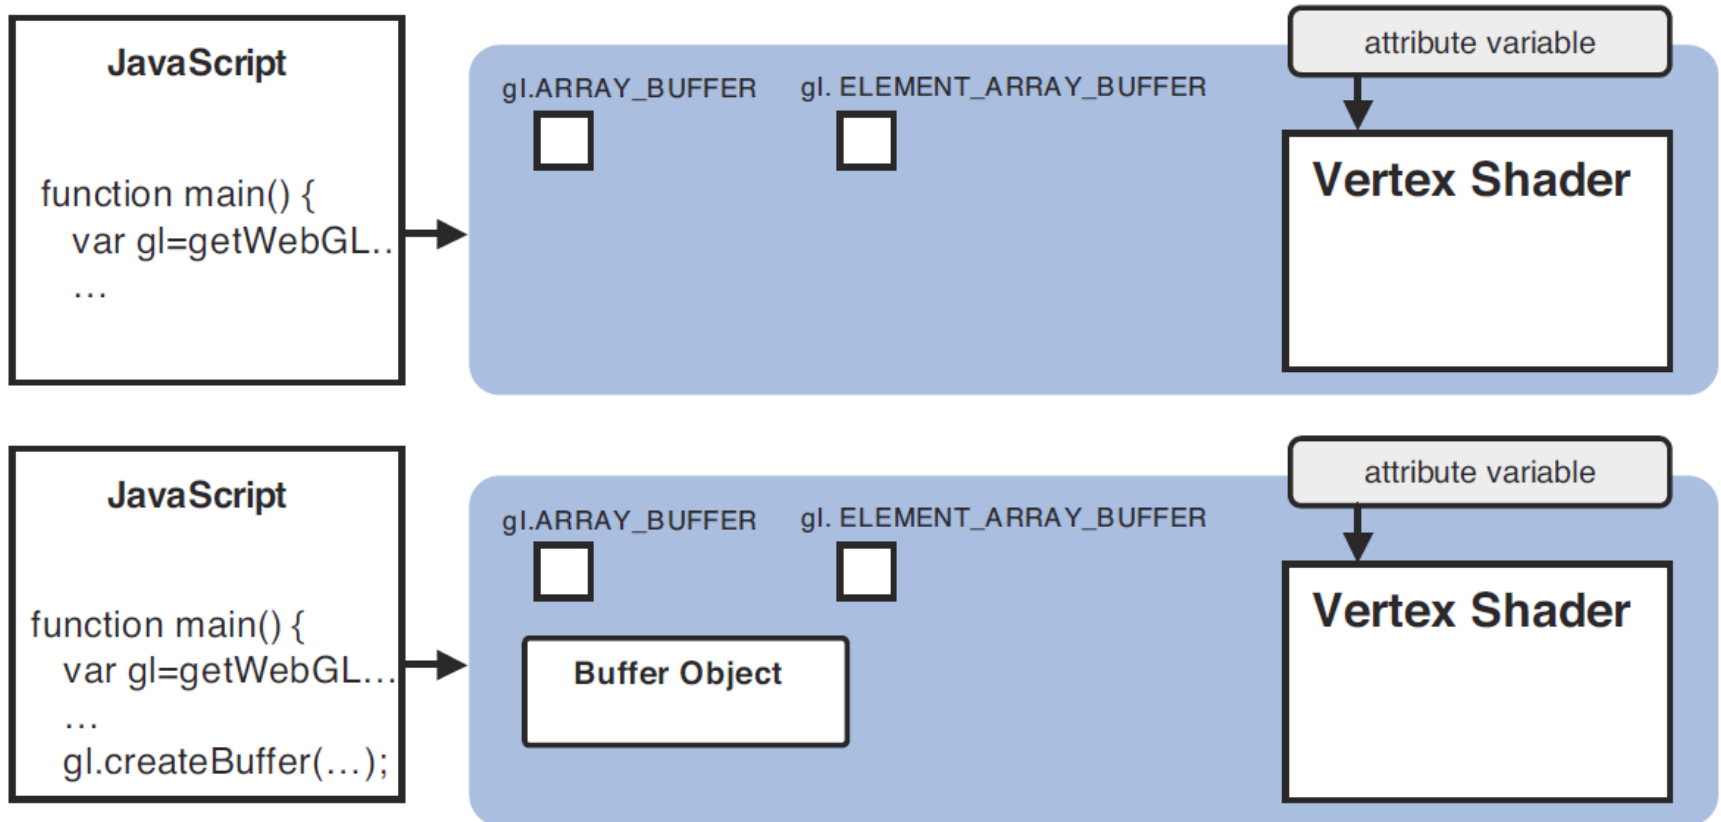 JavaScript
function main() {
var gl=getWebGL..
...
gl.ARRAY_BUFFER
gl. ELEMENT_ARRAY_BUFFER
attribute variable
Vertex Shader
JavaScript
function main() {
var gl=getWebGL...
...
gl.createBuffer(...);
gl.ARRAY_BUFFER
gl. ELEMENT_ARRAY_BUFFER
Buffer Object
attribute variable
Vertex Shader